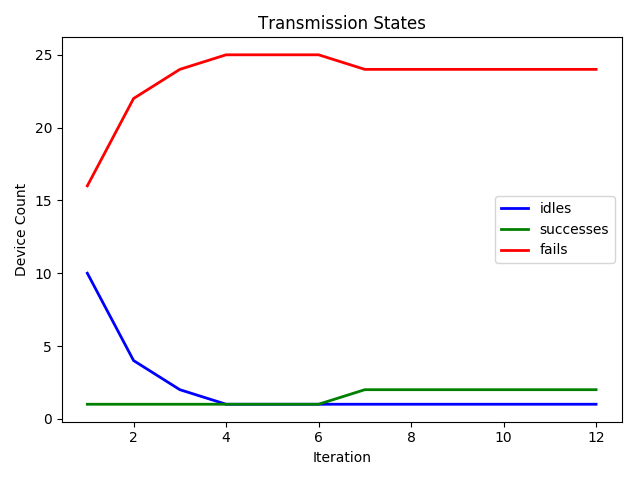 Transmission States
25
20
15
10
5
0
Device Count
idles
successes
fails
2 4 6 8 10 12
Iteration